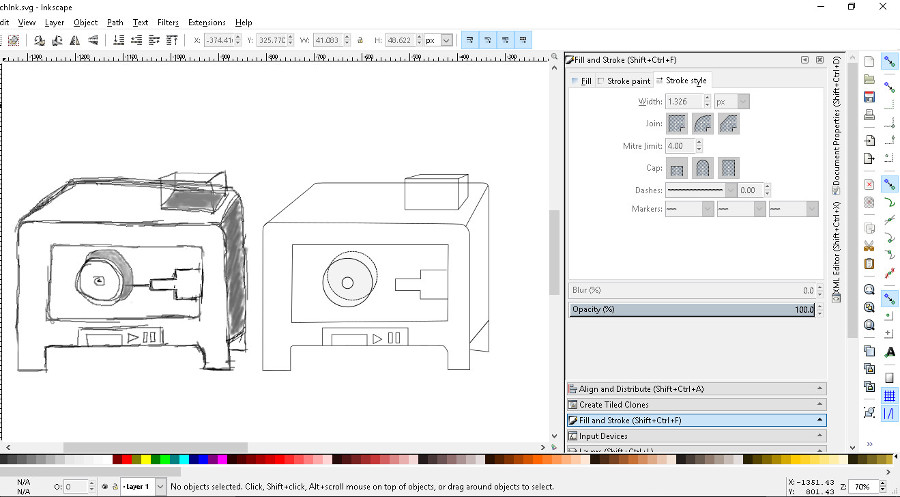 chInk.svg - Inkscape
dit View Layer Object Path Text Filters Extensions Help
X: -374.41 Y: 325.77 W: 41.083 H: 48.622 px
Fill and Stroke (Shift+Ctrl+F)
Fill Stroke paint Stroke style
Width: 1.326 px
Join:
Mitre limit: 4.00
Cap:
Dashes: 0.00
Markers:
Blur (%) 0.0
Opacity (%) 100.0
Align and Distribute (Shift+Ctrl+A)
Create Tiled Clones
Fill and Stroke (Shift+Ctrl+F)
Input Devices
Document Properties (Shift+Ctrl+D)
XML Editor (Shift+Ctrl+X)
N/A
N/A
O: 0
Layer 1
No objects selected. Click, Shift+click, Alt+scroll mouse on top of objects, or drag around objects to select.
X: -1351.43
Y: 801.43
Z: 70%